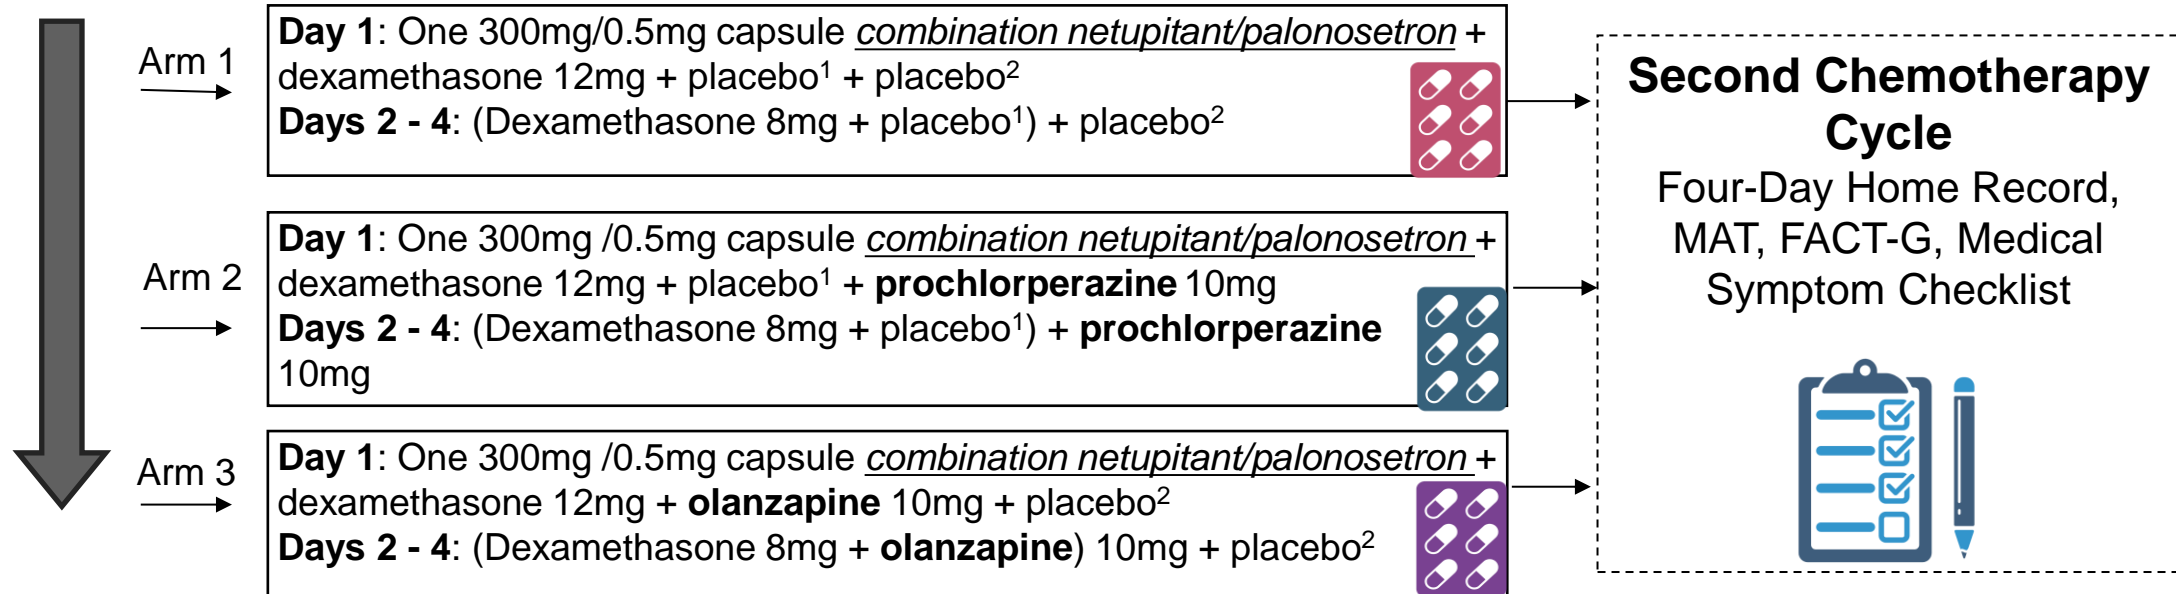 Arm 1
Day 1: One 300mg/0.5mg capsule combination netupitant/palonosetron +
dexamethasone 12mg + placebo¹ + placebo²
Days 2 - 4: (Dexamethasone 8mg + placebo¹) + placebo²
Arm 2
Day 1: One 300mg /0.5mg capsule combination netupitant/palonosetron +
dexamethasone 12mg + placebo¹ + prochlorperazine 10mg
Days 2 - 4: (Dexamethasone 8mg + placebo¹) + prochlorperazine
10mg
Arm 3
Day 1: One 300mg /0.5mg capsule combination netupitant/palonosetron +
dexamethasone 12mg + olanzapine 10mg + placebo²
Days 2 - 4: (Dexamethasone 8mg + olanzapine) 10mg + placebo²
Second Chemotherapy
Cycle
Four-Day Home Record,
MAT, FACT-G, Medical
Symptom Checklist